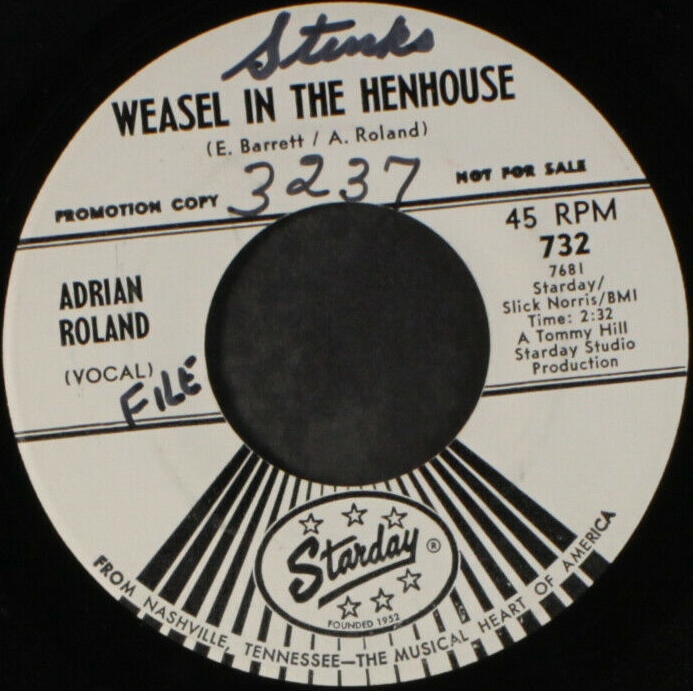 Stinks
WEASEL IN THE HENHOUSE
(E. Barrett / A. Roland)
3237
PROMOTION COPY
NOT FOR SALE
ADRIAN
ROLAND
(VOCAL)
FILE
45 RPM
732
7681
Starday/
Slick Norris/BMI
Time: 2:32
A Tommy Hill
Starday Studio
Production
Starday ®
FOUNDED 1952
FROM NASHVILLE, TENNESSEE—THE MUSICAL HEART OF AMERICA